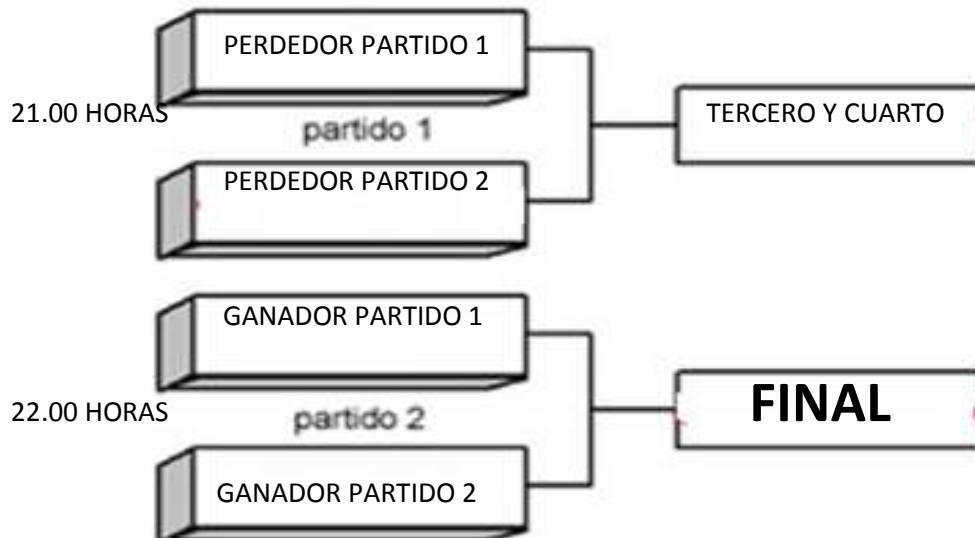 PERDEDOR PARTIDO 1
21.00 HORAS
partido 1
TERCERO Y CUARTO
PERDEDOR PARTIDO 2
GANADOR PARTIDO 1
22.00 HORAS
partido 2
FINAL
GANADOR PARTIDO 2